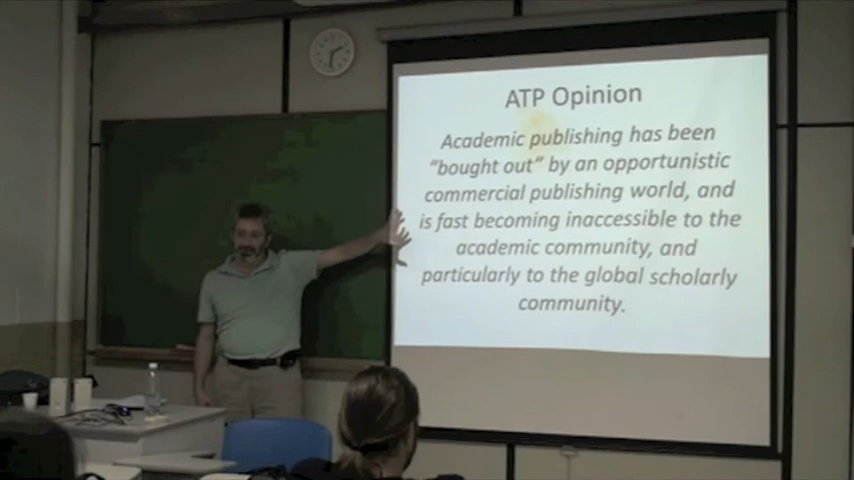 ATP Opinion
Academic publishing has been
"bought out" by an opportunistic
commercial publishing world, and
is fast becoming inaccessible to the
academic community, and
particularly to the global scholarly
community.